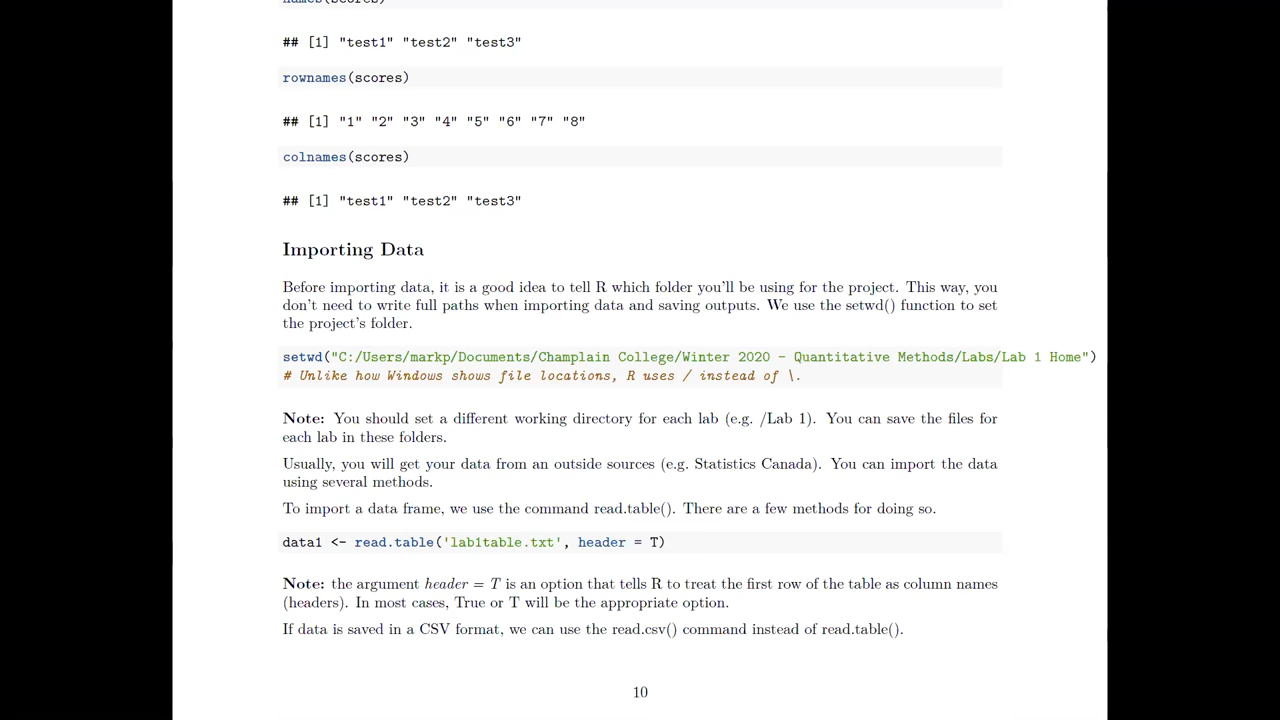 names(scores)
## [1] "test1" "test2" "test3"
rownames(scores)
## [1] "1" "2" "3" "4" "5" "6" "7" "8"
colnames(scores)
## [1] "test1" "test2" "test3"
Importing Data
Before importing data, it is a good idea to tell R which folder you'll be using for the project. This way, you
don't need to write full paths when importing data and saving outputs. We use the setwd() function to set
the project's folder.
setwd("C:/Users/markp/Documents/Champlain College/Winter 2020 - Quantitative Methods/Labs/Lab 1 Home")
# Unlike how Windows shows file locations, R uses / instead of \.
Note: You should set a different working directory for each lab (e.g. /Lab 1). You can save the files for
each lab in these folders.
Usually, you will get your data from an outside sources (e.g. Statistics Canada). You can import the data
using several methods.
To import a data frame, we use the command read.table(). There are a few methods for doing so.
data1 <- read.table('lab1table.txt', header = T)
Note: the argument header = T is an option that tells R to treat the first row of the table as column names
(headers). In most cases, True or T will be the appropriate option.
If data is saved in a CSV format, we can use the read.csv() command instead of read.table().
10